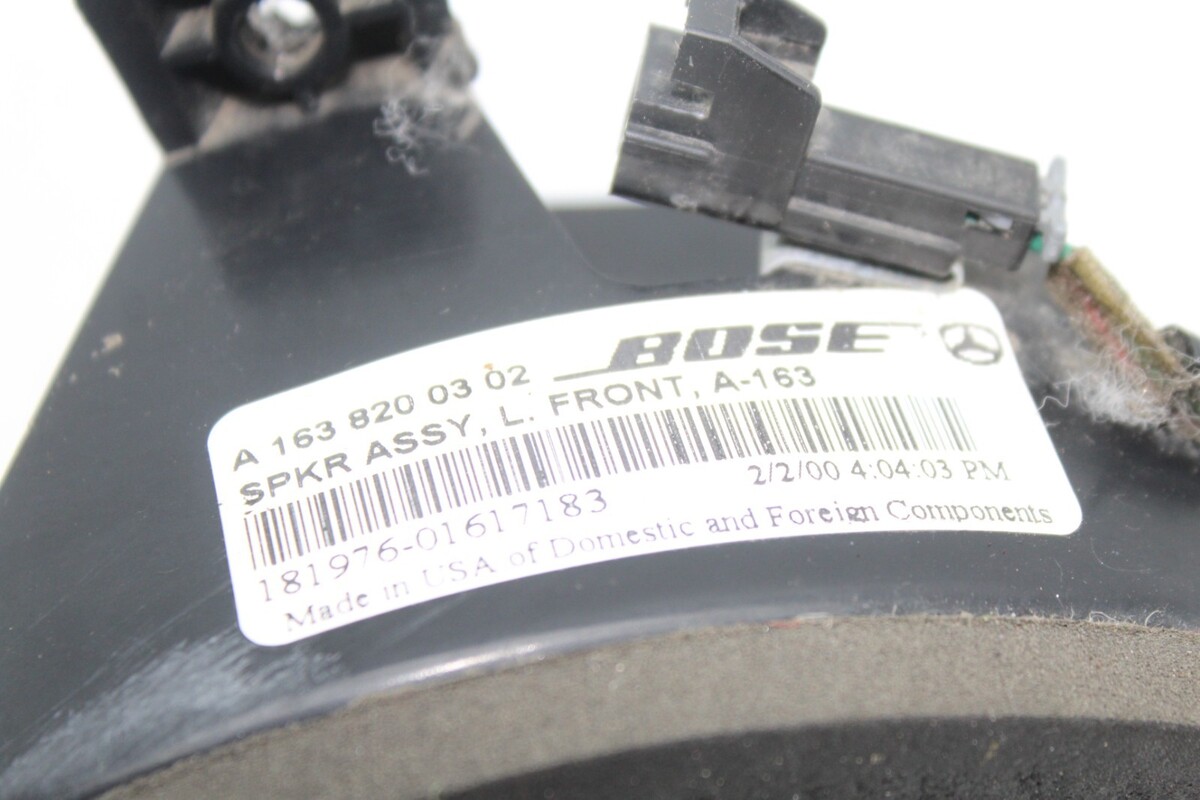 A 163 820 03 02 BOSE
SPKR ASSY, L. FRONT, A-163
2/2/00 4:04:03 PM
181976-01617183
Made in USA of Domestic and Foreign Components